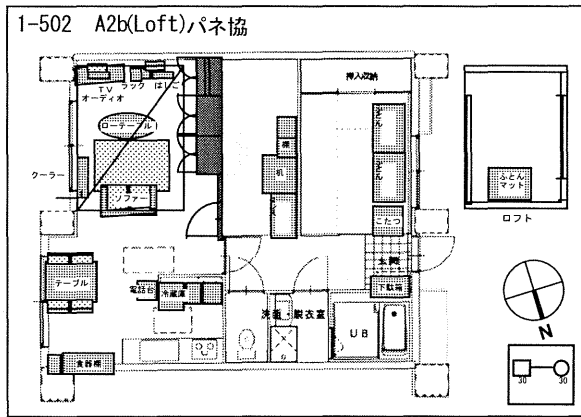 1-502 A2b(Loft)パネ協
TV
オーディオ
ラック
はしご
ローテーブル
クーラー
ソファー
押入収納
棚
机
ふとん
ふとん
こたつ
ふとん
マット
ロフト
玄関
下駄箱
テーブル
電話台
冷蔵庫
洗面・脱衣室
UB
食器棚
N
30
30